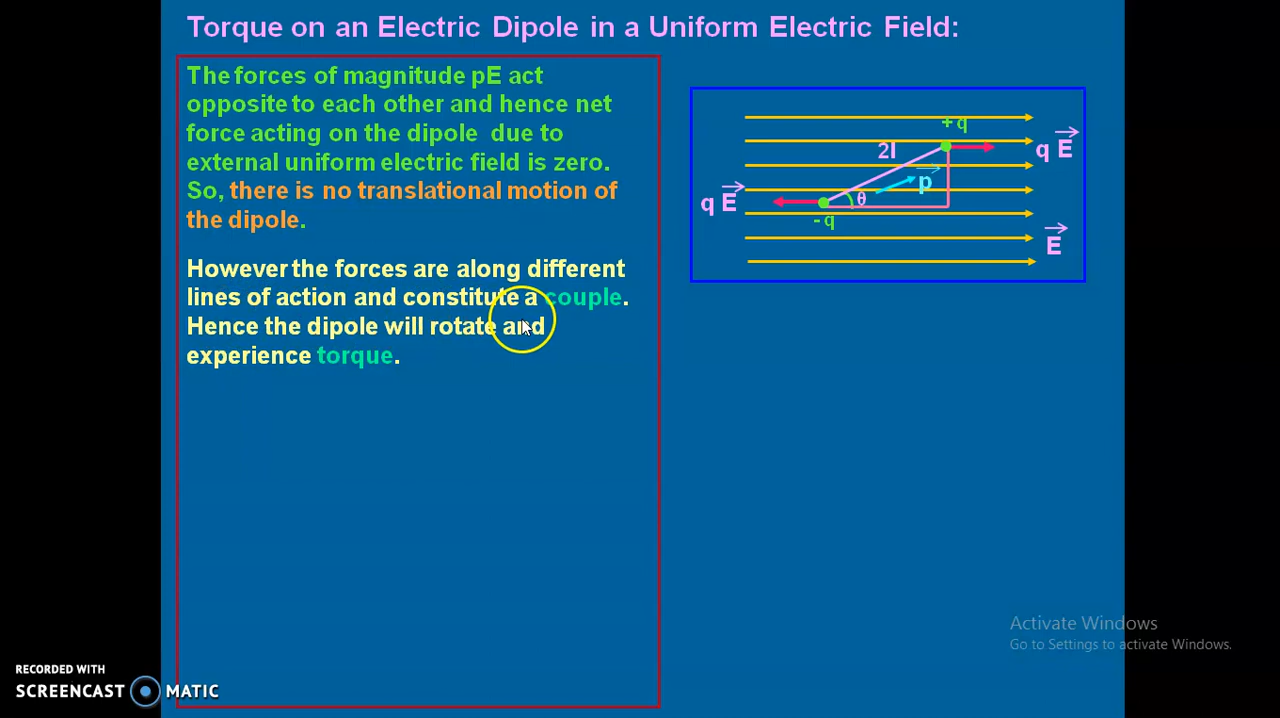 Torque on an Electric Dipole in a Uniform Electric Field:
The forces of magnitude pE act
opposite to each other and hence net
force acting on the dipole due to
external uniform electric field is zero.
So, there is no translational motion of
the dipole.
However the forces are along different
lines of action and constitute a couple.
Hence the dipole will rotate and
experience torque.
+ q
2l
q E
p
θ
q E
- q
E
Activate Windows
Go to Settings to activate Windows.
RECORDED WITH
SCREENCAST MATIC